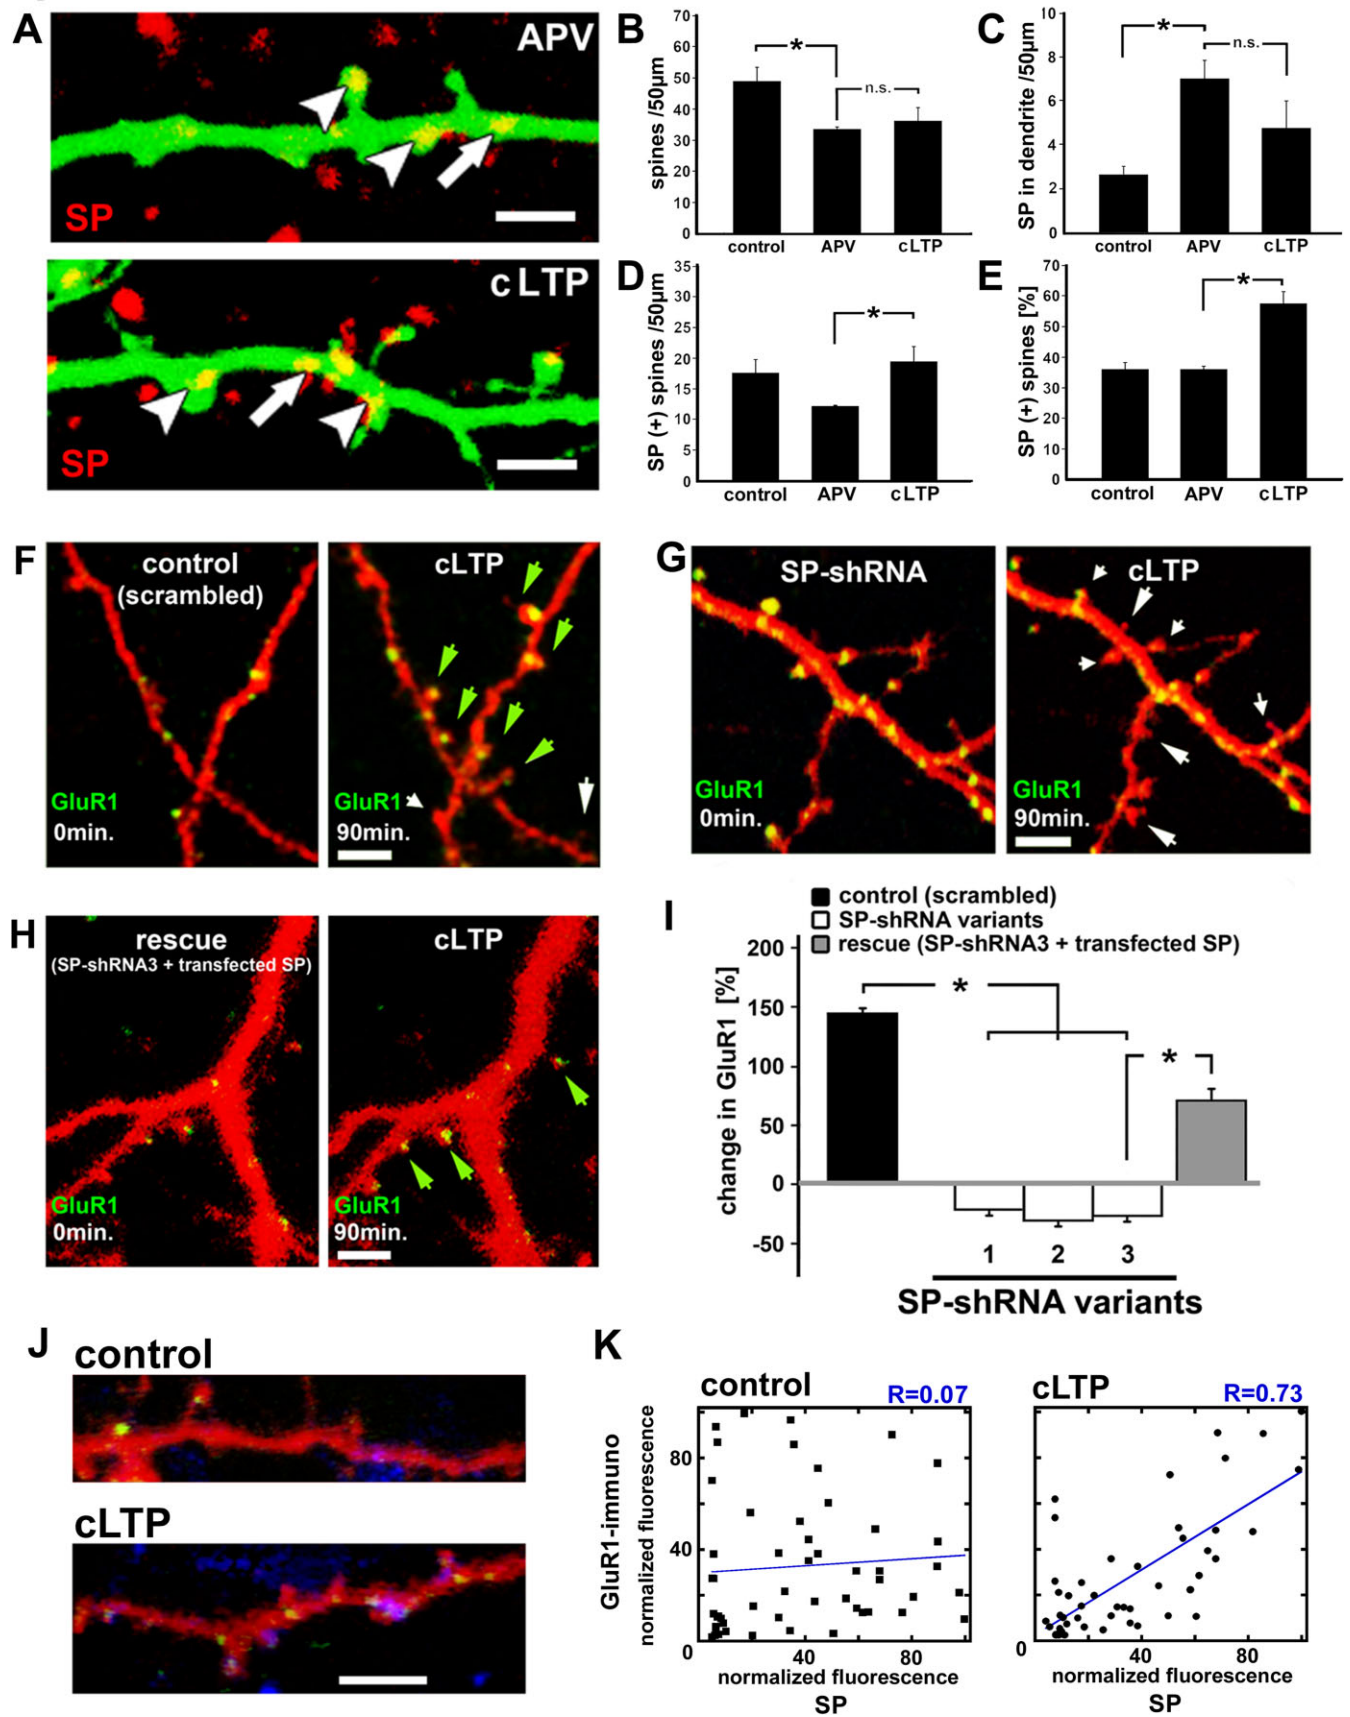 A
APV
SP
cLTP
SP
B
spines /50µm
70
60
50
40
30
20
10
0
*
n.s.
control APV cLTP
C
SP in dendrite /50µm
10
8
6
4
2
0
*
n.s.
control APV cLTP
D
SP (+) spines /50µm
35
30
25
20
15
10
5
0
*
control APV cLTP
E
SP (+) spines [%]
70
60
50
40
30
20
10
0
*
control APV cLTP
F
control
(scrambled)
GluR1
0min.
cLTP
GluR1
90min.
G
SP-shRNA
GluR1
0min.
cLTP
GluR1
90min.
H
rescue
(SP-shRNA3 + transfected SP)
GluR1
0min.
cLTP
GluR1
90min.
I
control (scrambled)
SP-shRNA variants
rescue (SP-shRNA3 + transfected SP)
change in GluR1 [%]
200
150
100
50
0
-50
*
*
1 2 3
SP-shRNA variants
J
control
cLTP
K
control
R=0.07
cLTP
R=0.73
GluR1-immuno
normalized fluorescence
80
40
0
40 80
normalized fluorescence
SP
0
40 80
normalized fluorescence
SP